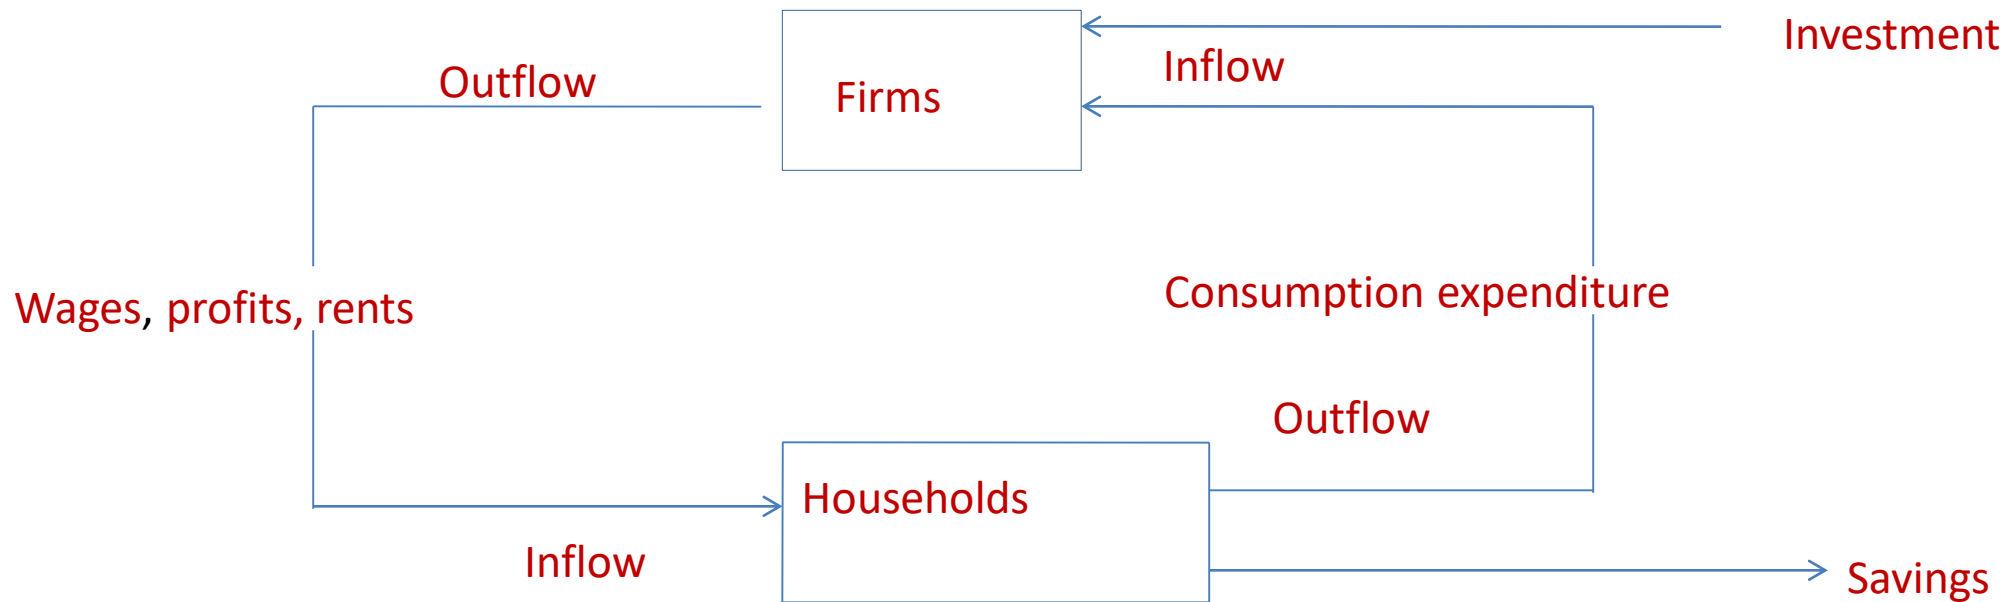 Investment
Inflow
Outflow
Firms
Consumption expenditure
Wages, profits, rents
Outflow
Households
Inflow
Savings